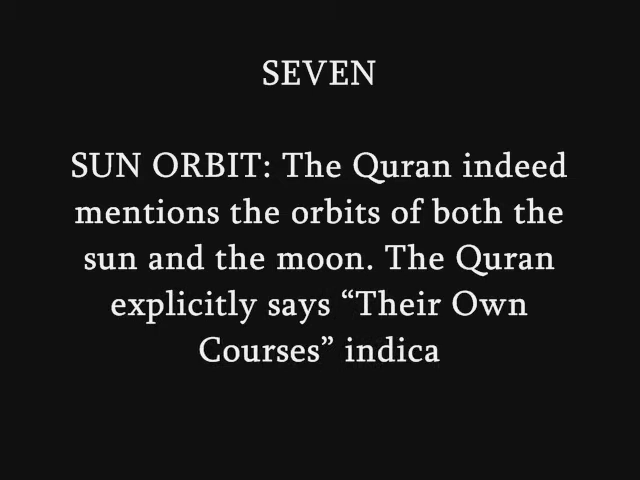 SEVEN
SUN ORBIT: The Quran indeed
mentions the orbits of both the
sun and the moon. The Quran
explicitly says “Their Own
Courses” indica